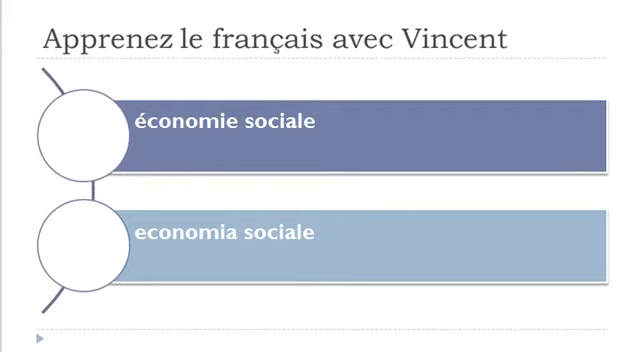 Apprenez le français avec Vincent
économie sociale
economia sociale